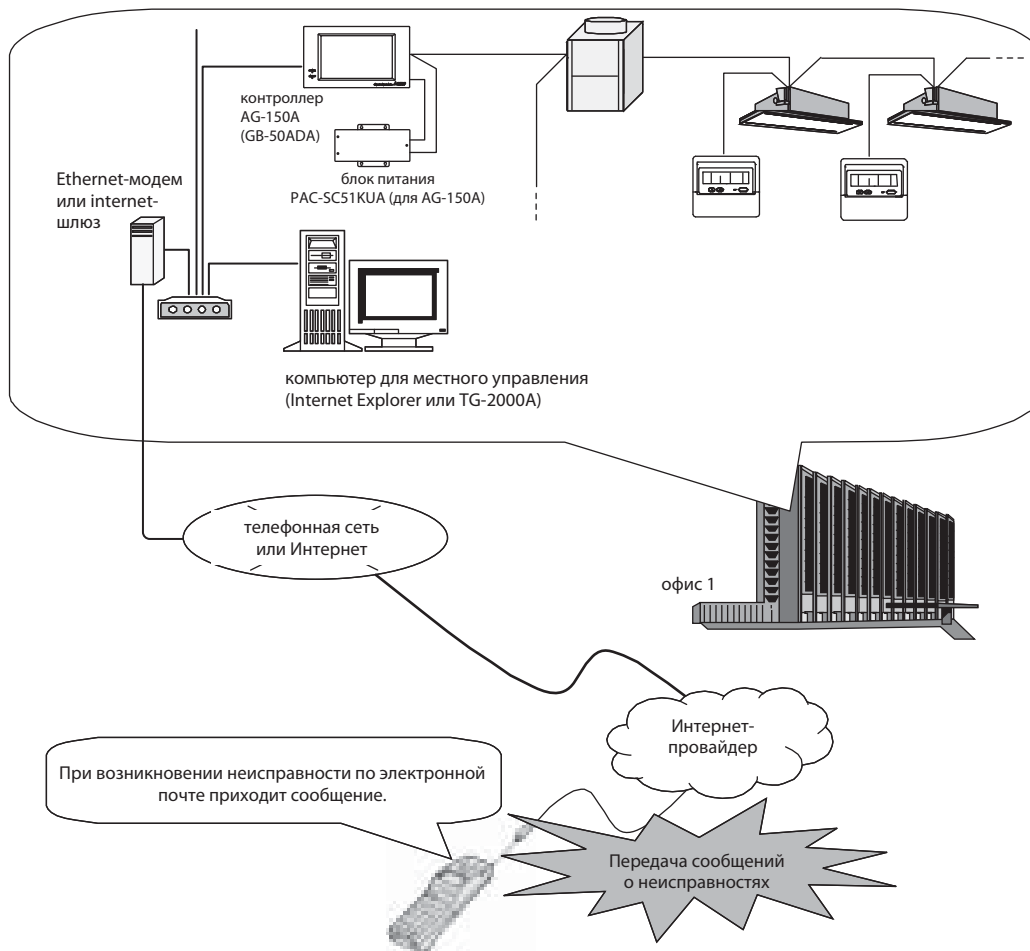 контроллер
AG-150A
(GB-50ADA)
блок питания
PAC-SC51KUA (для AG-150A)
Ethernet-модем
или internet-
шлюз
компьютер для местного управления
(Internet Explorer или TG-2000A)
телефонная сеть
или Интернет
офис 1
Интернет-
провайдер
При возникновении неисправности по электронной
почте приходит сообщение.
Передача сообщений
о неисправностях